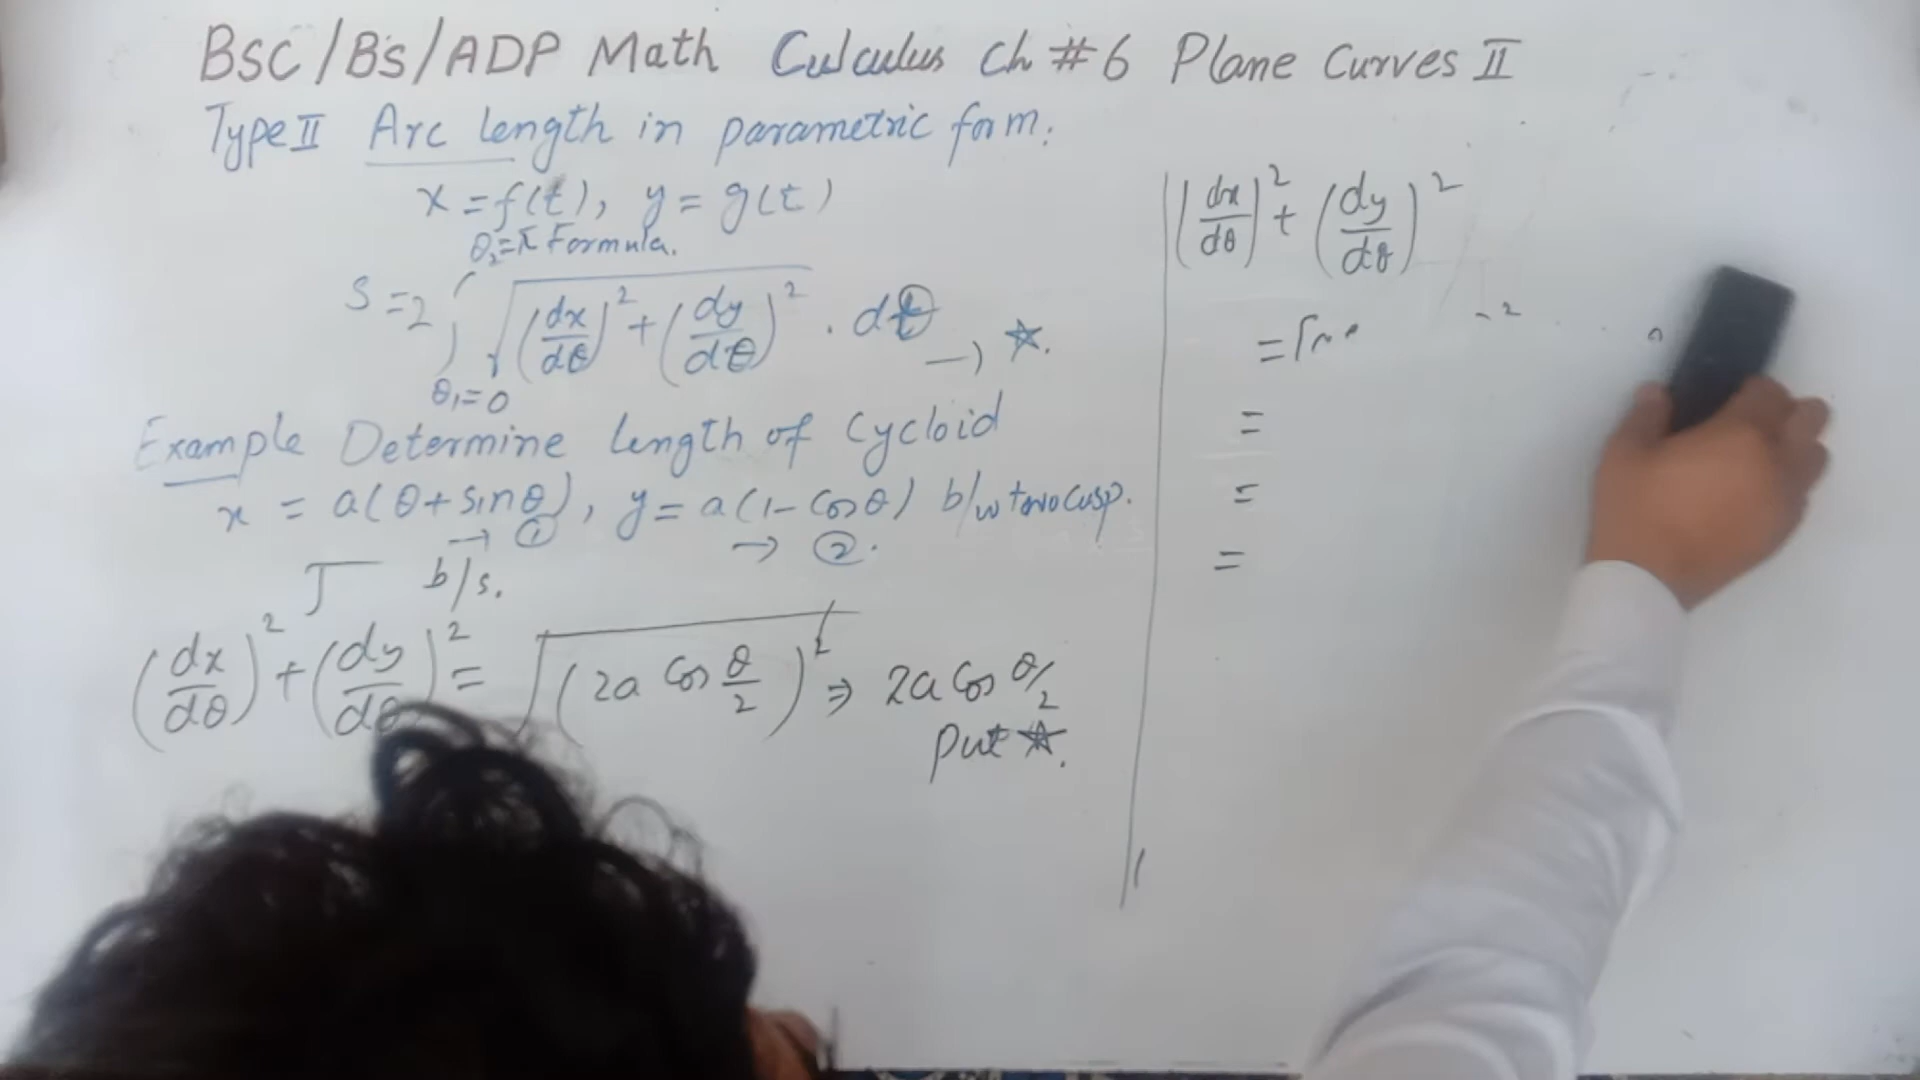 BSC/BS/ADP Math Calculus Ch #6 Plane Curves II
Type II Arc length in parametric form.
x = f(t), y = g(t)
θ₂=π Formula.
S = 2 ∫ √((dx/dθ)² + (dy/dθ)²) . dt → ☆.
θ₁=0
Example Determine length of Cycloid
x = a(θ + sinθ), y = a(1 - Cosθ) b/w two Cusp.
→ ① → ②.
√ b/s.
(dx/dθ)² + (dy/dθ)² = √(2a Cos θ/2)² ⇒ 2a Cos θ/2
put ☆.
(dx/dθ)² + (dy/dθ)²
=
=
=
=